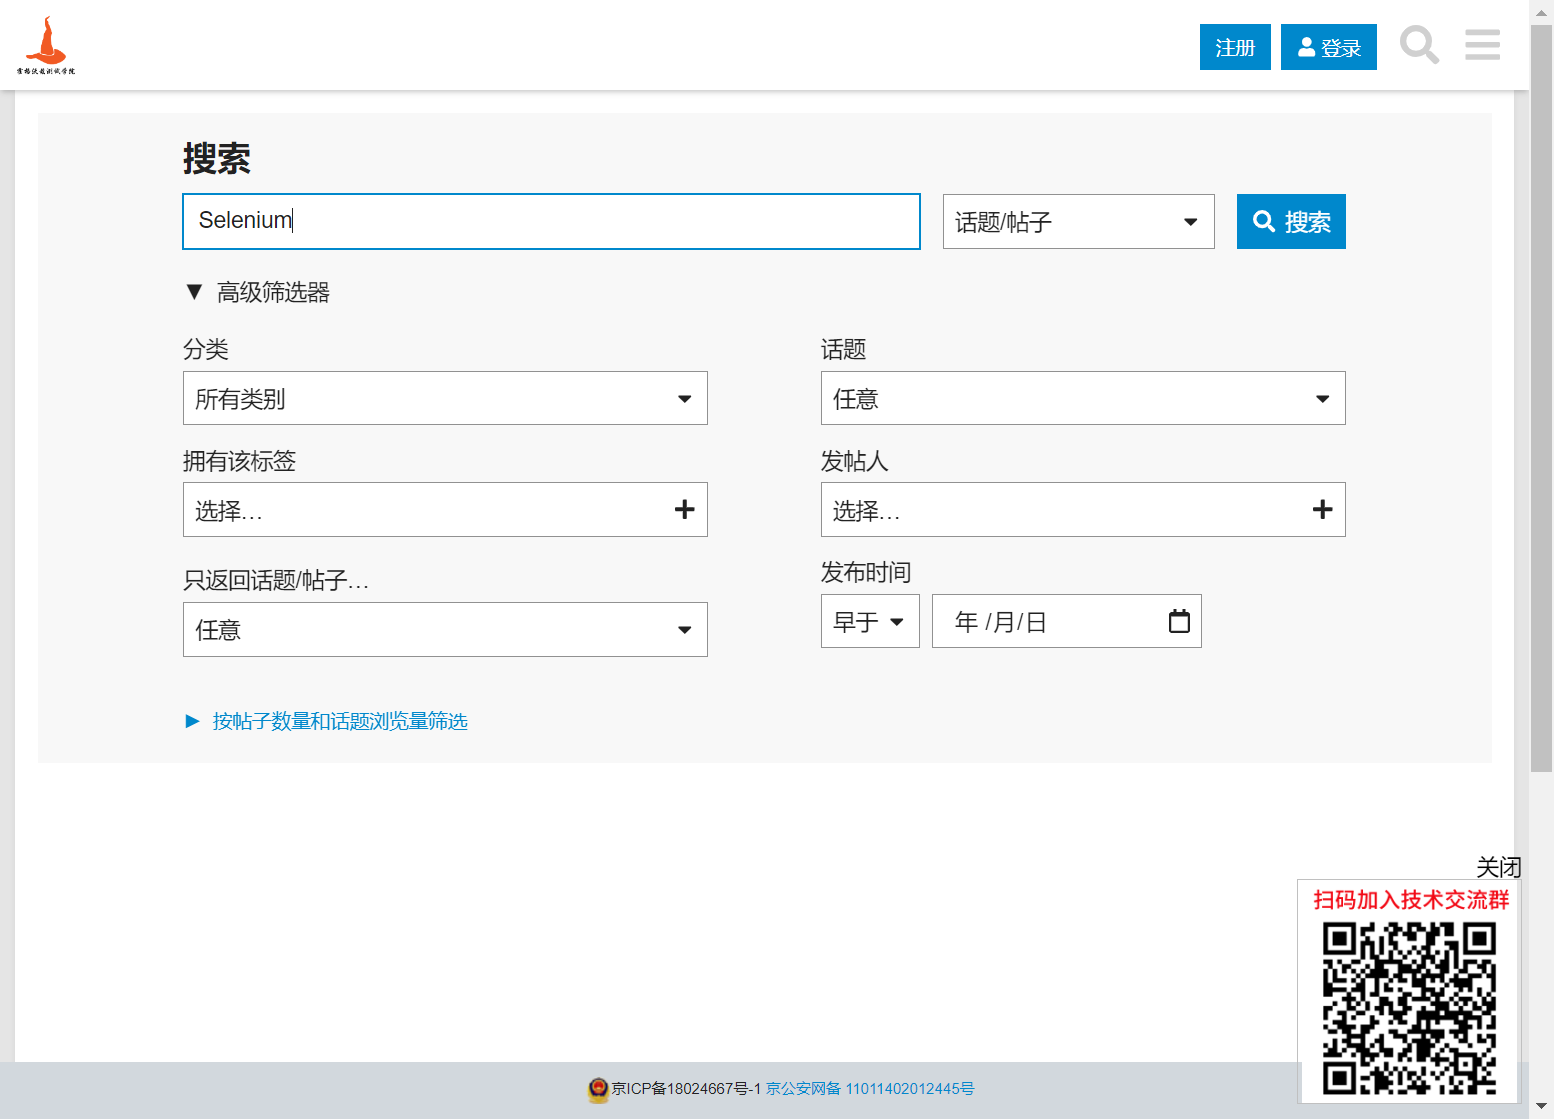 霍格沃兹测试学院
注册
登录
搜索
Selenium
话题/帖子
搜索
▼ 高级筛选器
分类
话题
所有类别
任意
拥有该标签
发帖人
选择…
选择…
只返回话题/帖子…
发布时间
任意
早于
年 /月/日
► 按帖子数量和话题浏览量筛选
关闭
扫码加入技术交流群
京ICP备18024667号-1 京公安网备 11011402012445号